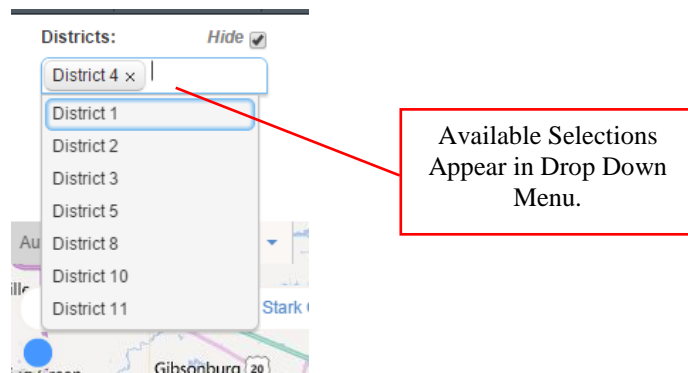 Districts: Hide
District 4 ×
District 1
District 2
District 3
District 5
District 8
District 10
District 11
Au
Stark
Gibsonburg 20
Available Selections
Appear in Drop Down
Menu.